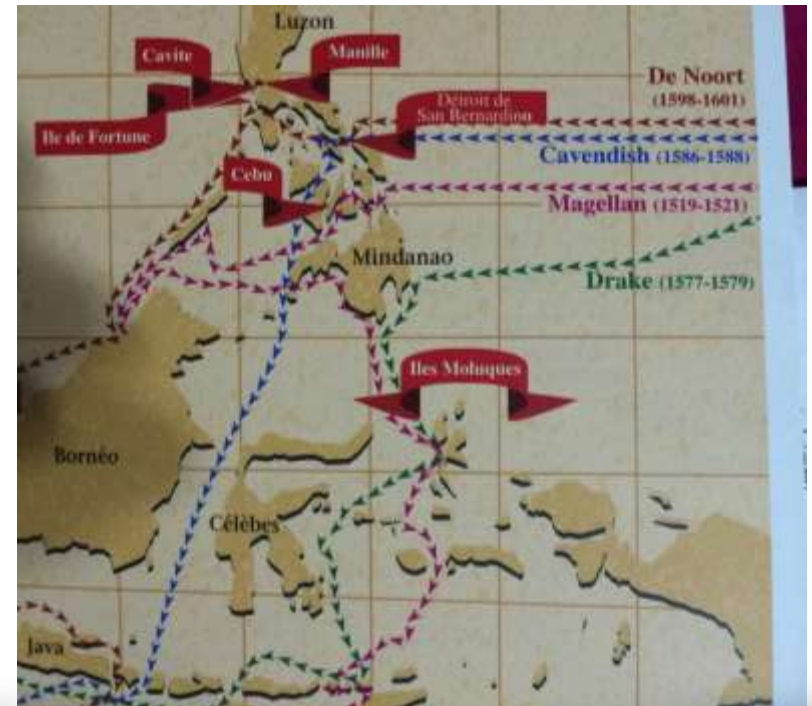 Luzon
Cavite
Manille
De Noort
(1598-1601)
Détroit de
San Bernardino
Ile de Fortune
Cavendish (1586-1588)
Cebu
Magellan (1519-1521)
Mindanao
Drake (1577-1579)
Iles Moluques
Bornéo
Célèbes
Java